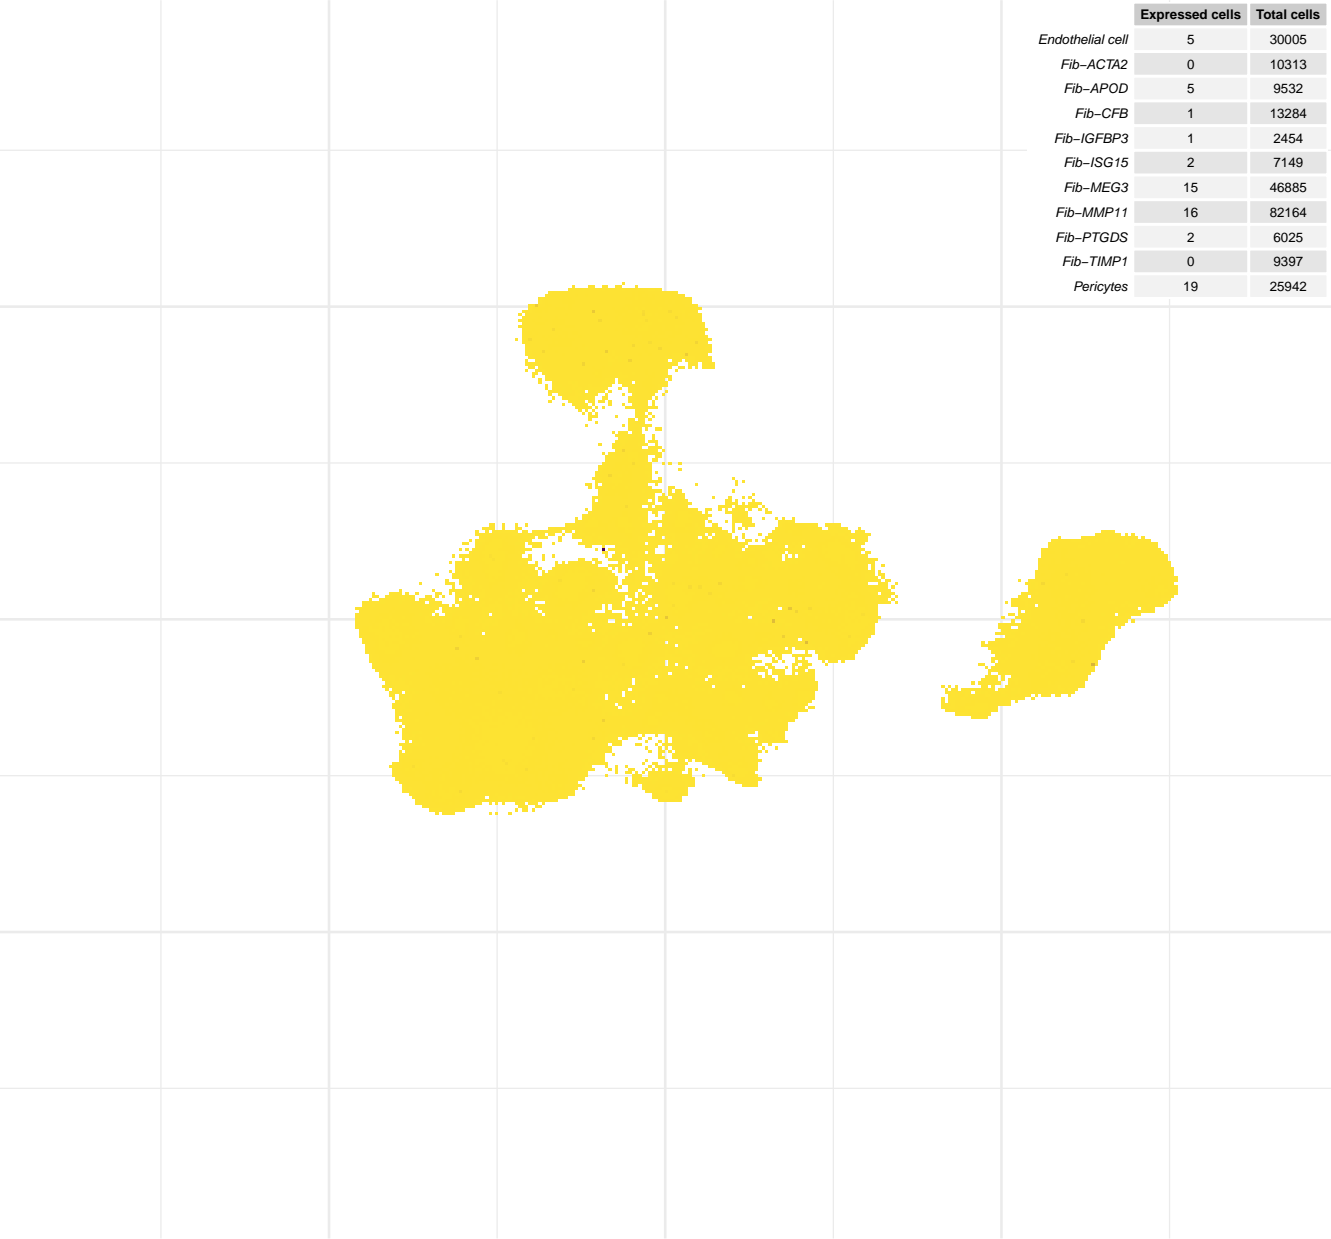 Expressed cells Total cells
Endothelial cell 5 30005
Fib−ACTA2 0 10313
Fib−APOD 5 9532
Fib−CFB 1 13284
Fib−IGFBP3 1 2454
Fib−ISG15 2 7149
Fib−MEG3 15 46885
Fib−MMP11 16 82164
Fib−PTGDS 2 6025
Fib−TIMP1 0 9397
Pericytes 19 25942